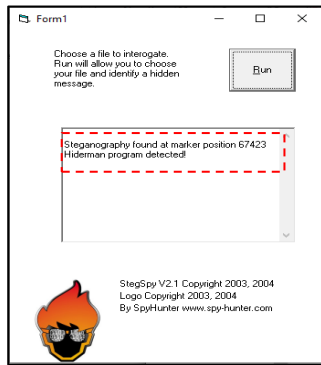 Form1
Choose a file to interogate.
Run will allow you to choose
your file and identify a hidden
message.
Run
Steganography found at marker position 67423
Hiderman program detected!
StegSpy V2.1 Copyright 2003, 2004
Logo Copyright 2003, 2004
By SpyHunter www.spy-hunter.com